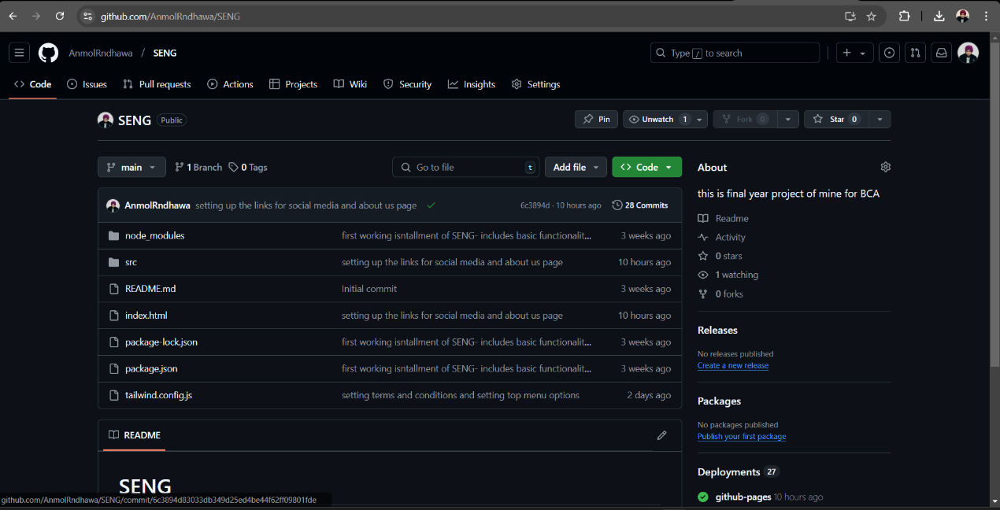 github.com/AnmolRndhawa/SENG
AnmolRndhawa / SENG
Type / to search
Code Issues Pull requests Actions Projects Wiki Security Insights Settings
SENG Public
Pin Unwatch 1 Fork 0 Star 0
main 1 Branch 0 Tags Go to file t Add file Code
AnmolRndhawa setting up the links for social media and about us page 6c3894d · 10 hours ago 28 Commits
node_modules first working isntallment of SENG- includes basic functionalit... 3 weeks ago
src setting up the links for social media and about us page 10 hours ago
README.md Initial commit 3 weeks ago
index.html setting up the links for social media and about us page 10 hours ago
package-lock.json first working isntallment of SENG- includes basic functionalit... 3 weeks ago
package.json first working isntallment of SENG- includes basic functionalit... 3 weeks ago
tailwind.config.js setting terms and conditions and setting top menu options 2 days ago
README
SENG
About
this is final year project of mine for BCA
Readme
Activity
0 stars
1 watching
0 forks
Releases
No releases published
Create a new release
Packages
No packages published
Publish your first package
Deployments 27
github-pages 10 hours ago
github.com/AnmolRndhawa/SENG/commit/6c3894d83033db349d25ed4be44f62ff09801fde